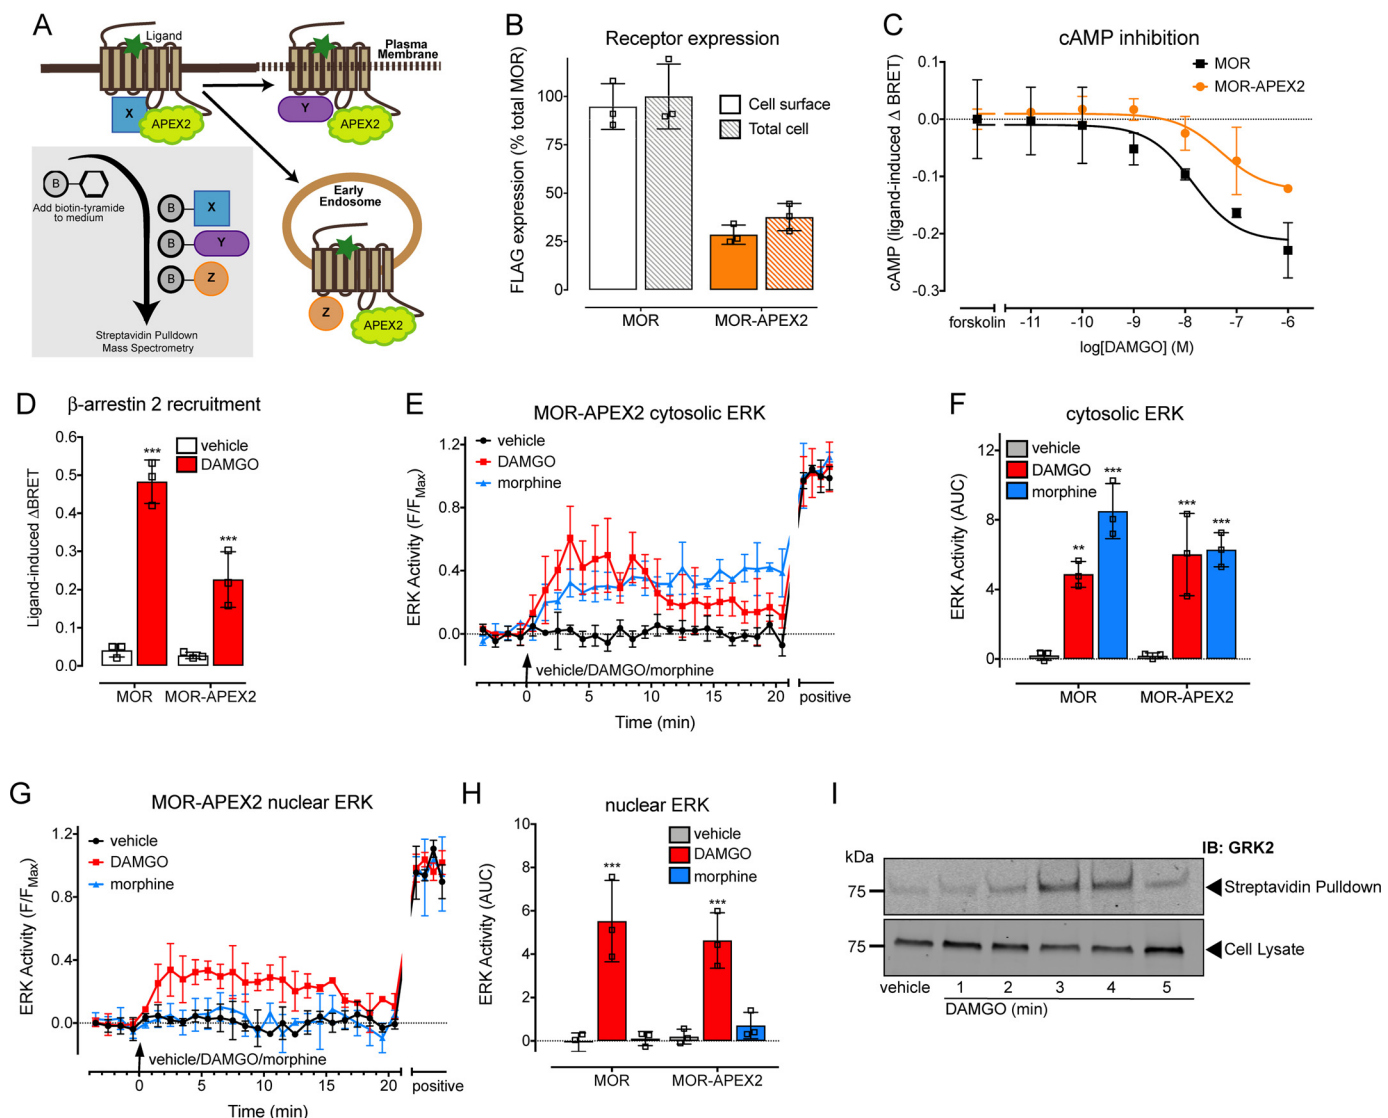 A
Ligand
Plasma
Membrane
X
APEX2
Y
APEX2
B
Add biotin-tyramide
to medium
B
X
B
Y
B
Z
Streptavidin Pulldown
Mass Spectrometry
Early
Endosome
Z
APEX2
B
Receptor expression
FLAG expression (% total MOR)
100
75
50
25
0
Cell surface
Total cell
MOR
MOR-APEX2
C
cAMP inhibition
MOR
MOR-APEX2
cAMP (ligand-induced Δ BRET)
0.1
0.0
-0.1
-0.2
-0.3
forskolin
-11
-10
-9
-8
-7
-6
log[DAMGO] (M)
D
β-arrestin 2 recruitment
Ligand-induced ΔBRET
0.6
0.5
0.4
0.3
0.2
0.1
0.0
vehicle
DAMGO
***
***
MOR
MOR-APEX2
E
MOR-APEX2 cytosolic ERK
vehicle
DAMGO
morphine
ERK Activity (F/FMax)
1.2
0.8
0.4
0.0
vehicle/DAMGO/morphine
0
5
10
15
20
positive
Time (min)
F
cytosolic ERK
vehicle
DAMGO
morphine
ERK Activity (AUC)
12
8
4
0
**
***
***
***
MOR
MOR-APEX2
G
MOR-APEX2 nuclear ERK
vehicle
DAMGO
morphine
ERK Activity (F/FMax)
1.2
0.8
0.4
0.0
vehicle/DAMGO/morphine
0
5
10
15
20
positive
Time (min)
H
nuclear ERK
vehicle
DAMGO
morphine
ERK Activity (AUC)
10
8
6
4
2
0
***
***
MOR
MOR-APEX2
I
IB: GRK2
kDa
75
Streptavidin Pulldown
75
Cell Lysate
vehicle
1
2
3
4
5
DAMGO (min)